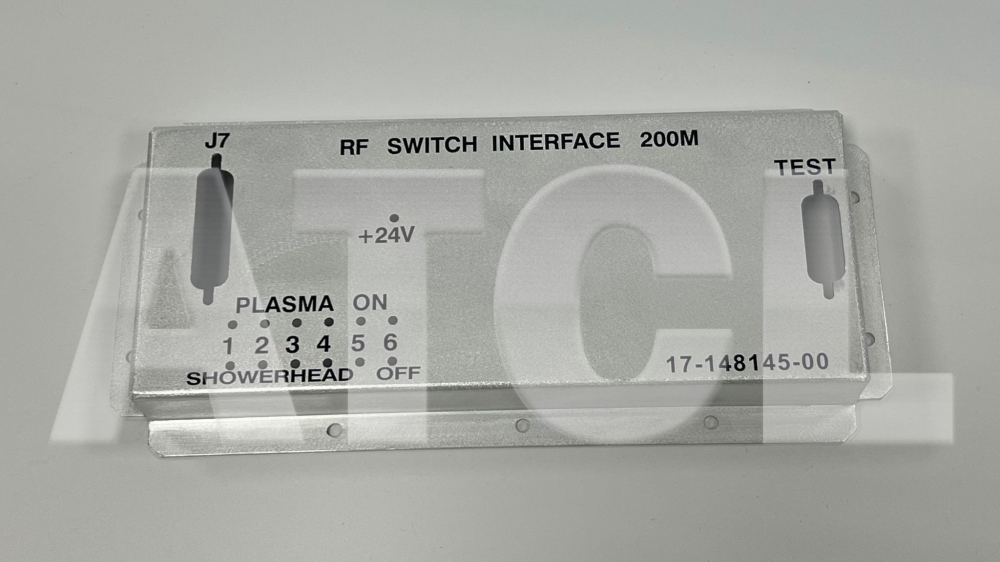 J7
RF SWITCH INTERFACE 200M
TEST
+24V
PLASMA ON
1 2 3 4 5 6
SHOWERHEAD OFF
17-148145-00
ATCL